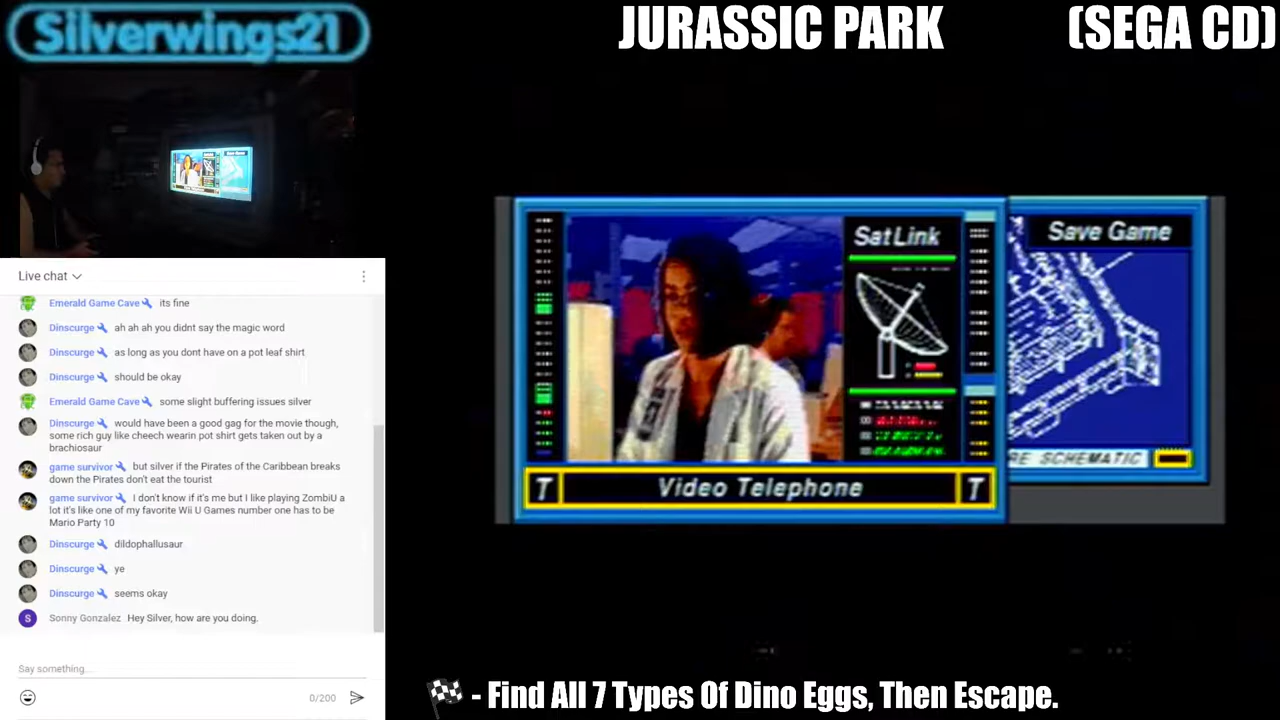 Silverwings21
JURASSIC PARK
(SEGA CD)
Live chat
Emerald Game Cave its fine
Dinscurge ah ah ah you didnt say the magic word
Dinscurge as long as you dont have on a pot leaf shirt
Dinscurge should be okay
Emerald Game Cave some slight buffering issues silver
Dinscurge would have been a good gag for the movie though,
some rich guy like cheech wearin pot shirt gets taken out by a
brachiosaur
game survivor but silver if the Pirates of the Caribbean breaks
down the Pirates don't eat the tourist
game survivor I don't know if it's me but I like playing ZombiU a
lot it's like one of my favorite Wii U Games number one has to be
Mario Party 10
Dinscurge dildophallusaur
Dinscurge ye
Dinscurge seems okay
S Sonny Gonzalez Hey Silver, how are you doing.
Say something...
0/200
SatLink
Save Game
RE SCHEMATIC
T Video Telephone T
- Find All 7 Types Of Dino Eggs, Then Escape.